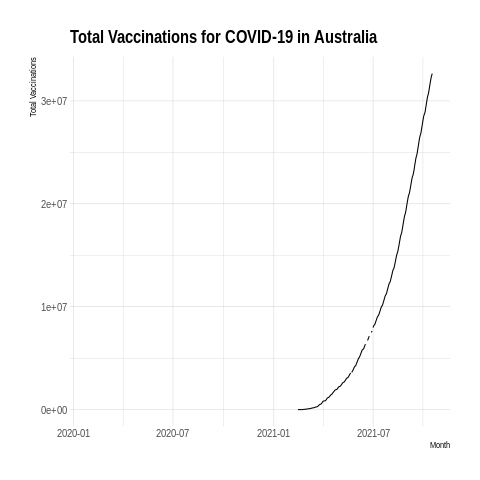 Total Vaccinations for COVID-19 in Australia
Total Vaccinations
3e+07
2e+07
1e+07
0e+00
2020-01 2020-07 2021-01 2021-07
Month